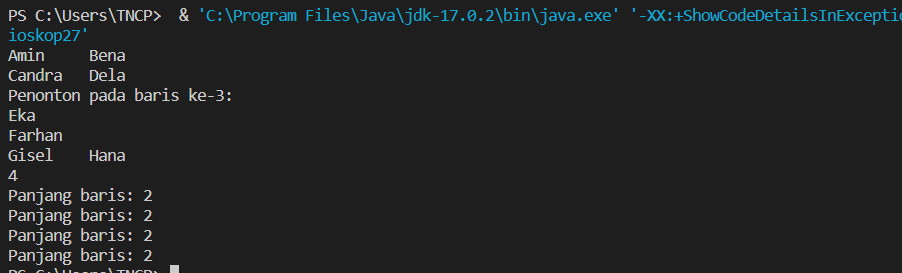 PS C:\Users\TNCP>  & 'C:\Program Files\Java\jdk-17.0.2\bin\java.exe' '-XX:+ShowCodeDetailsInExceptio
ioskop27'
Amin    Bena
Candra  Dela
Penonton pada baris ke-3:
Eka
Farhan
Gisel   Hana
4
Panjang baris: 2
Panjang baris: 2
Panjang baris: 2
Panjang baris: 2
PS C:\Users\TNCP>